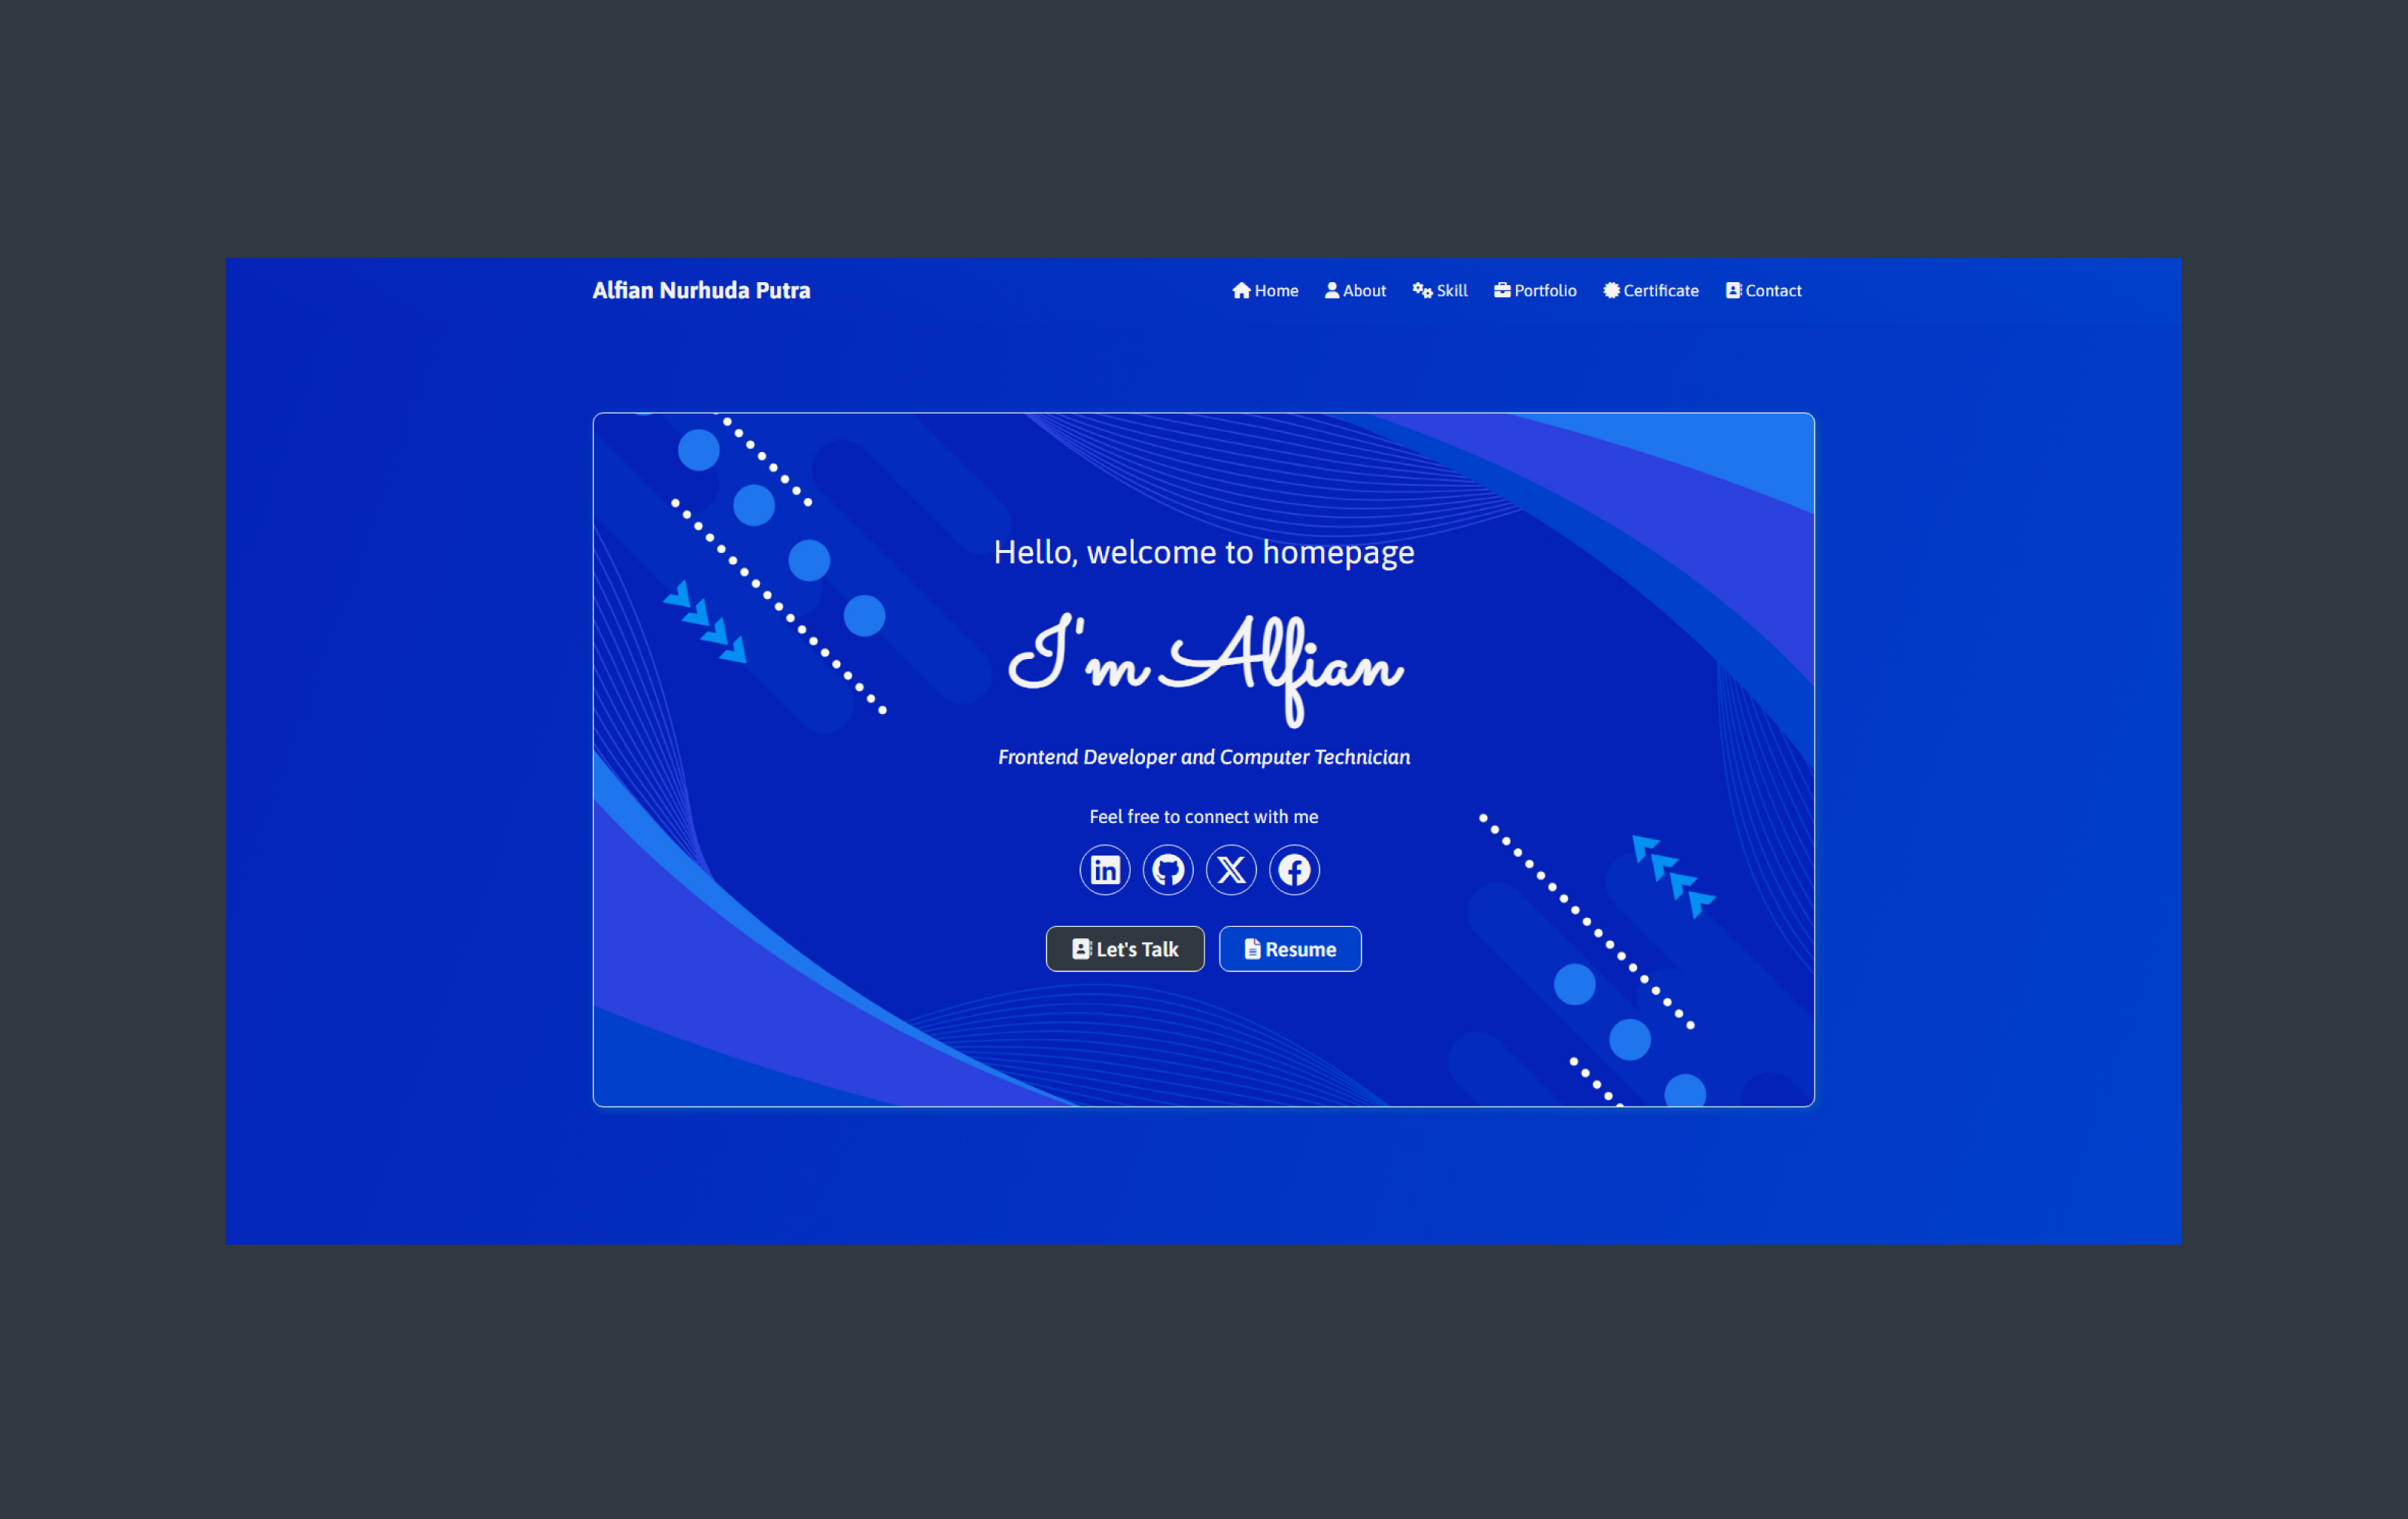 Alfian Nurhuda Putra
Home About Skill Portfolio Certificate Contact
Hello, welcome to homepage
I'm Alfian
Frontend Developer and Computer Technician
Feel free to connect with me
Let's Talk Resume